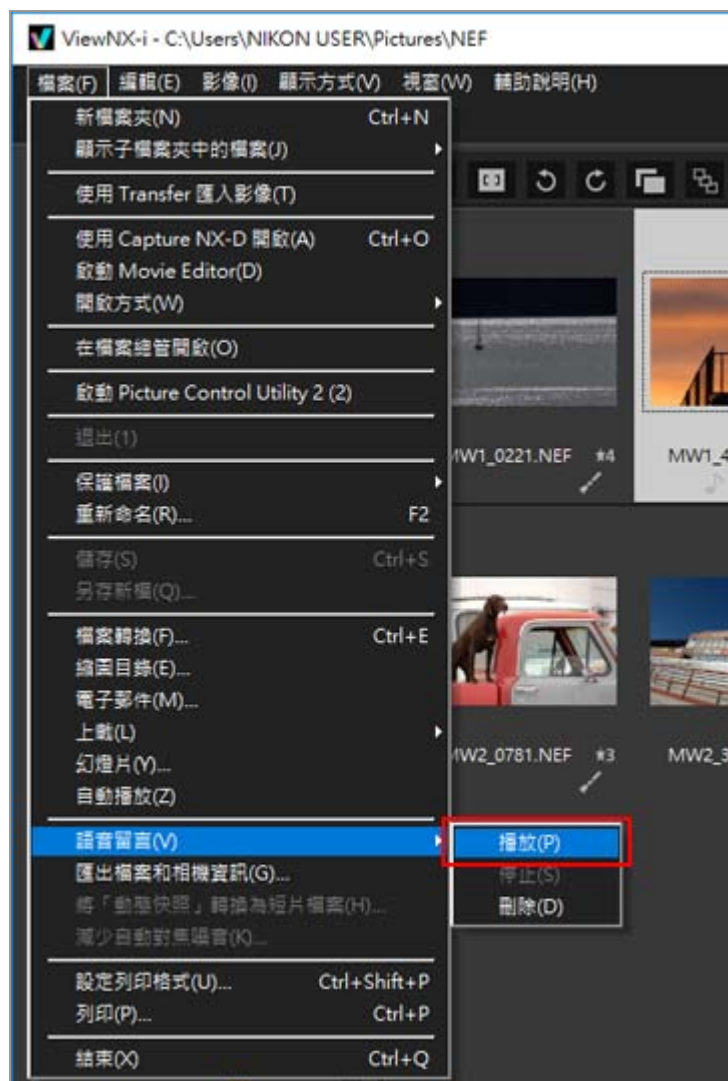 ViewNX-i - C:\Users\NIKON USER\Pictures\NEF
檔案(F) 編輯(E) 影像(I) 顯示方式(V) 視窗(W) 輔助說明(H)
新檔案夾(N) Ctrl+N
顯示子檔案夾中的檔案(J)
使用 Transfer 匯入影像(T)
使用 Capture NX-D 開啟(A) Ctrl+O
啟動 Movie Editor(D)
開啟方式(W)
在檔案總管開啟(O)
啟動 Picture Control Utility 2 (2)
退出(1)
保護檔案(I)
重新命名(R)... F2
儲存(S) Ctrl+S
另存新檔(Q)...
檔案轉換(F)... Ctrl+E
縮圖目錄(E)...
電子郵件(M)...
上載(L)
幻燈片(Y)...
自動播放(Z)
語音留言(V)
播放(P)
停止(S)
刪除(D)
匯出檔案和相機資訊(G)...
將「動態快照」轉換為短片檔案(H)...
減少自動對焦噪音(K)...
設定列印格式(U)... Ctrl+Shift+P
列印(P)... Ctrl+P
結束(X) Ctrl+Q
MW1_0221.NEF ★4
MW1_4
MW2_0781.NEF ★3
MW2_3